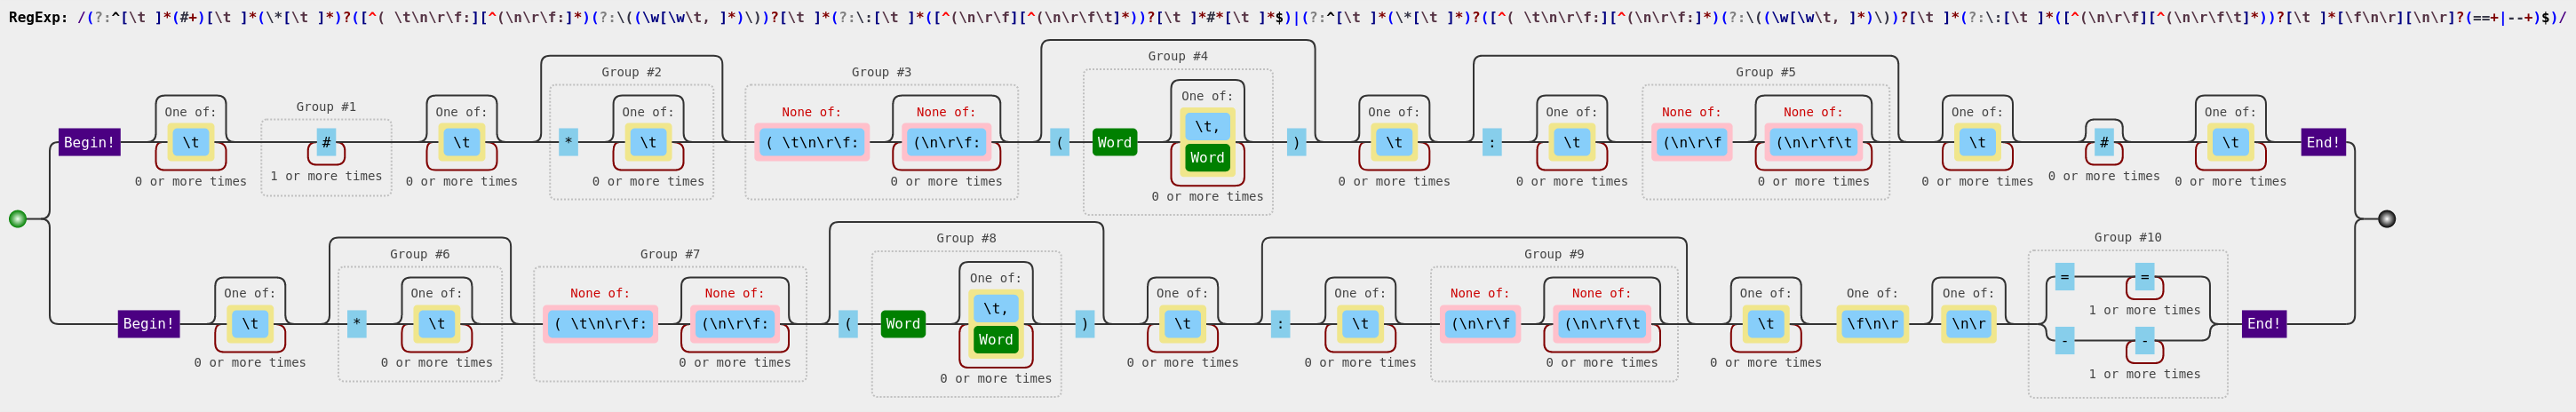 RegExp: /(?:^[\t ]*(#+)[\t ]*(\*[\t ]*)?([^( \t\n\r\f:][^(\n\r\f:]*)(?:\((\w[\w\t, ]*)\))?[\t ]*(?:\:[\t ]*([^(\n\r\f][^(\n\r\f\t]*))?[\t ]*#*[\t ]*$)|(?:^[\t ]*(\*[\t ]*)?([^( \t\n\r\f:][^(\n\r\f:]*)(?:\((\w[\w\t, ]*)\))?[\t ]*(?:\:[\t ]*([^(\n\r\f][^(\n\r\f\t]*))?[\t ]*[\f\n\r][\n\r]?(==+|--+)$)/
Group #4
Group #2 Group #3 Group #5
One of: Group #1 One of: One of: None of: None of: One of: One of: One of: None of: None of: One of: One of:
Begin! \t # \t * \t ( \t\n\r\f: (\n\r\f: ( Word \t, Word ) \t : \t (\n\r\f (\n\r\f\t \t # \t End!
0 or more times 1 or more times 0 or more times 0 or more times 0 or more times 0 or more times 0 or more times 0 or more times 0 or more times 0 or more times 0 or more times 0 or more times
Group #8 Group #10
Group #6 Group #7 Group #9
One of: One of: None of: None of: One of: One of: One of: None of: None of: One of: One of: One of: = =
1 or more times
Begin! \t * \t ( \t\n\r\f: (\n\r\f: ( Word \t, Word ) \t : \t (\n\r\f (\n\r\f\t \t \f\n\r \n\r - - End!
0 or more times 0 or more times 0 or more times 0 or more times 0 or more times 0 or more times 0 or more times 0 or more times 1 or more times